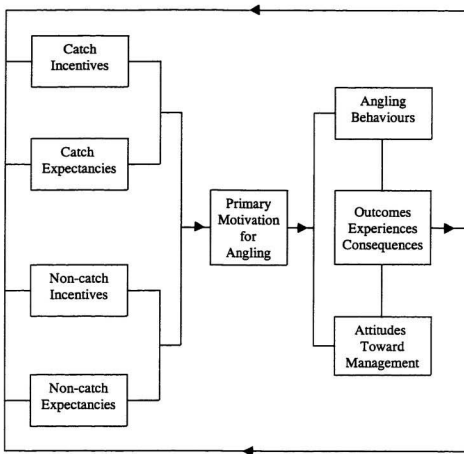 Catch
Incentives
Catch
Expectancies
Non-catch
Incentives
Non-catch
Expectancies
Primary
Motivation
for
Angling
Angling
Behaviours
Outcomes
Experiences
Consequences
Attitudes
Toward
Management